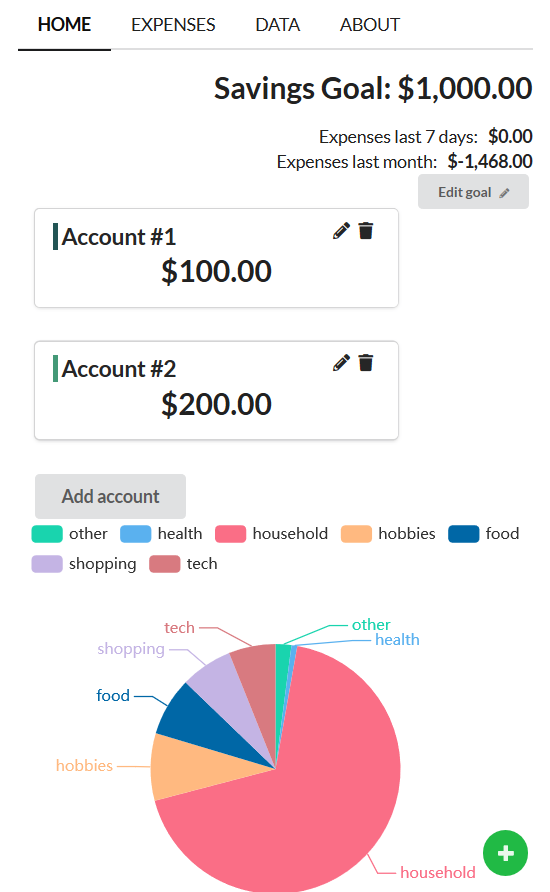 HOME EXPENSES DATA ABOUT
Savings Goal: $1,000.00
Expenses last 7 days: $0.00
Expenses last month: $-1,468.00
Edit goal
Account #1
$100.00
Account #2
$200.00
Add account
other health household hobbies food
shopping tech
tech
other
health
shopping
food
hobbies
household